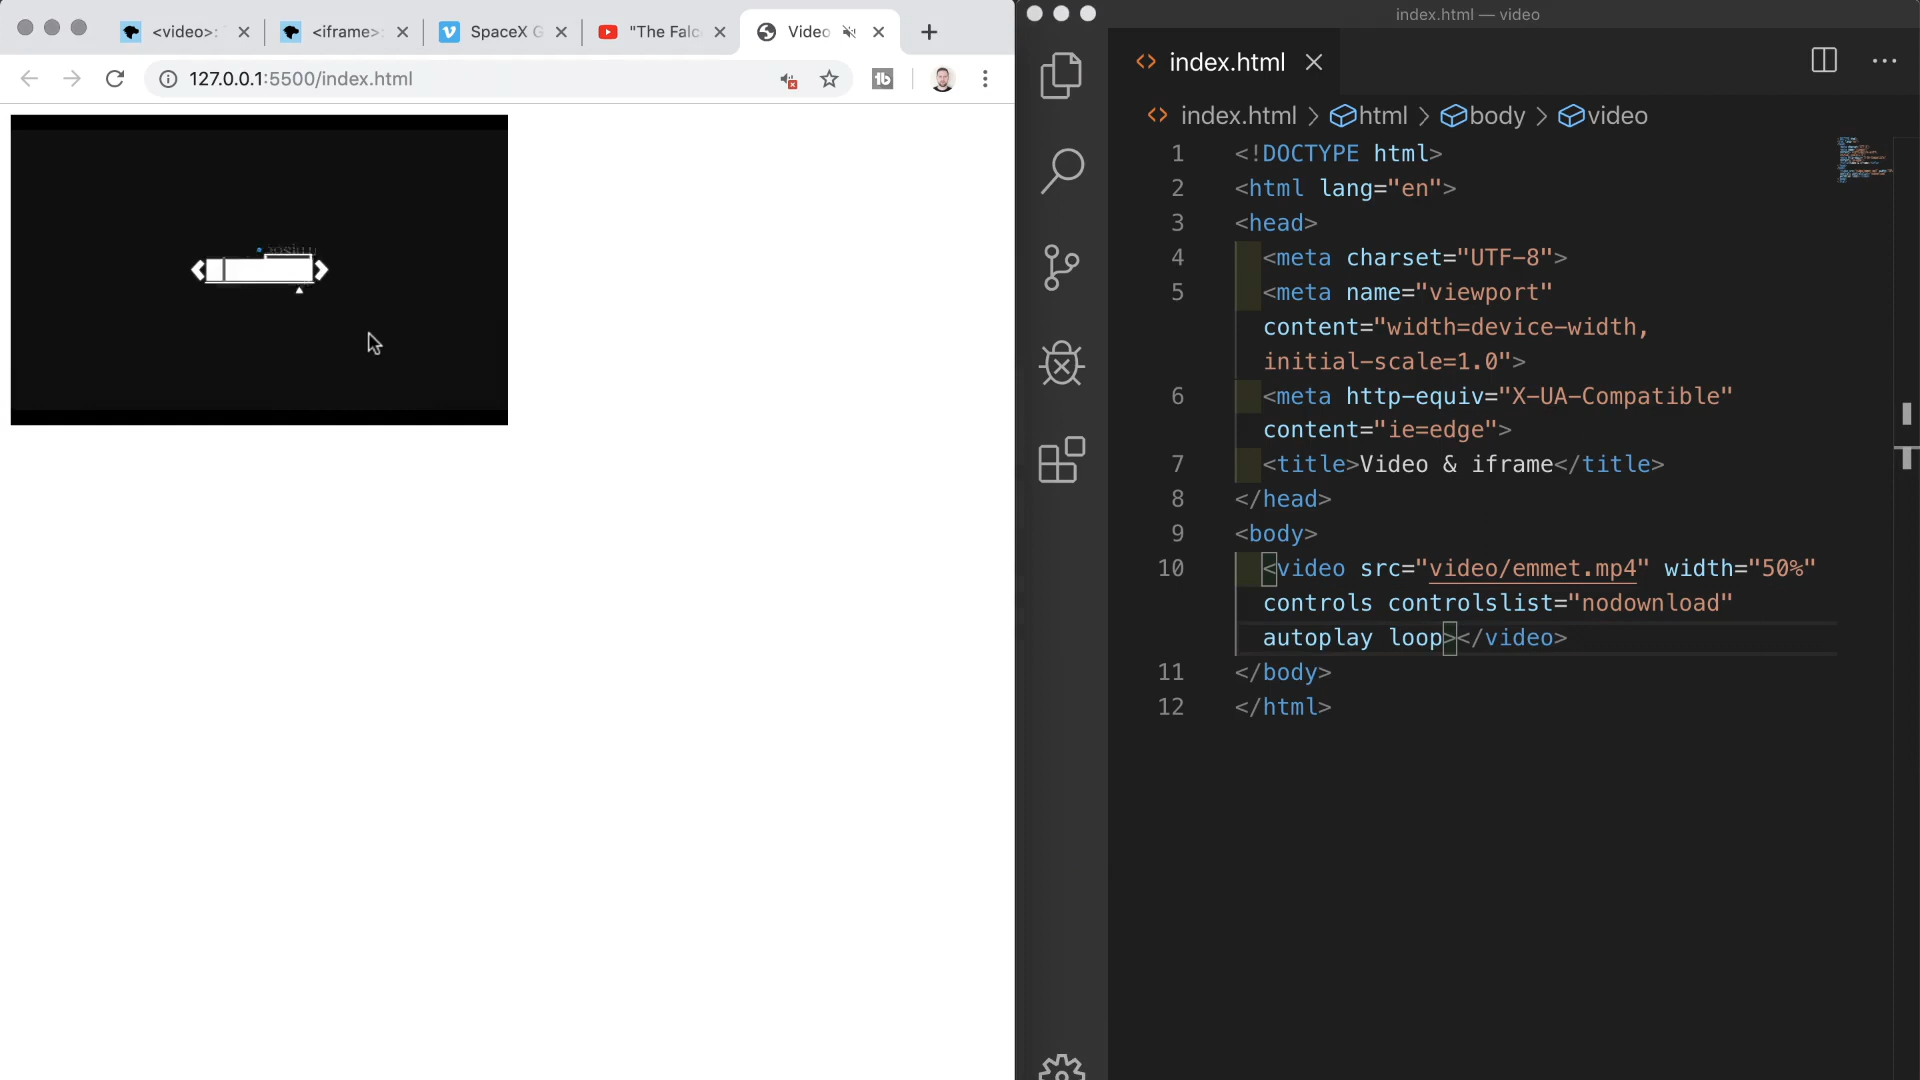 <video>:
<iframe>:
SpaceX G
"The Falc
Video
127.0.0.1:5500/index.html
index.html — video
index.html
index.html > html > body > video
1 <!DOCTYPE html>
2 <html lang="en">
3 <head>
4 <meta charset="UTF-8">
5 <meta name="viewport"
content="width=device-width,
initial-scale=1.0">
6 <meta http-equiv="X-UA-Compatible"
content="ie=edge">
7 <title>Video & iframe</title>
8 </head>
9 <body>
10 <video src="video/emmet.mp4" width="50%"
controls controlslist="nodownload"
autoplay loop></video>
11 </body>
12 </html>